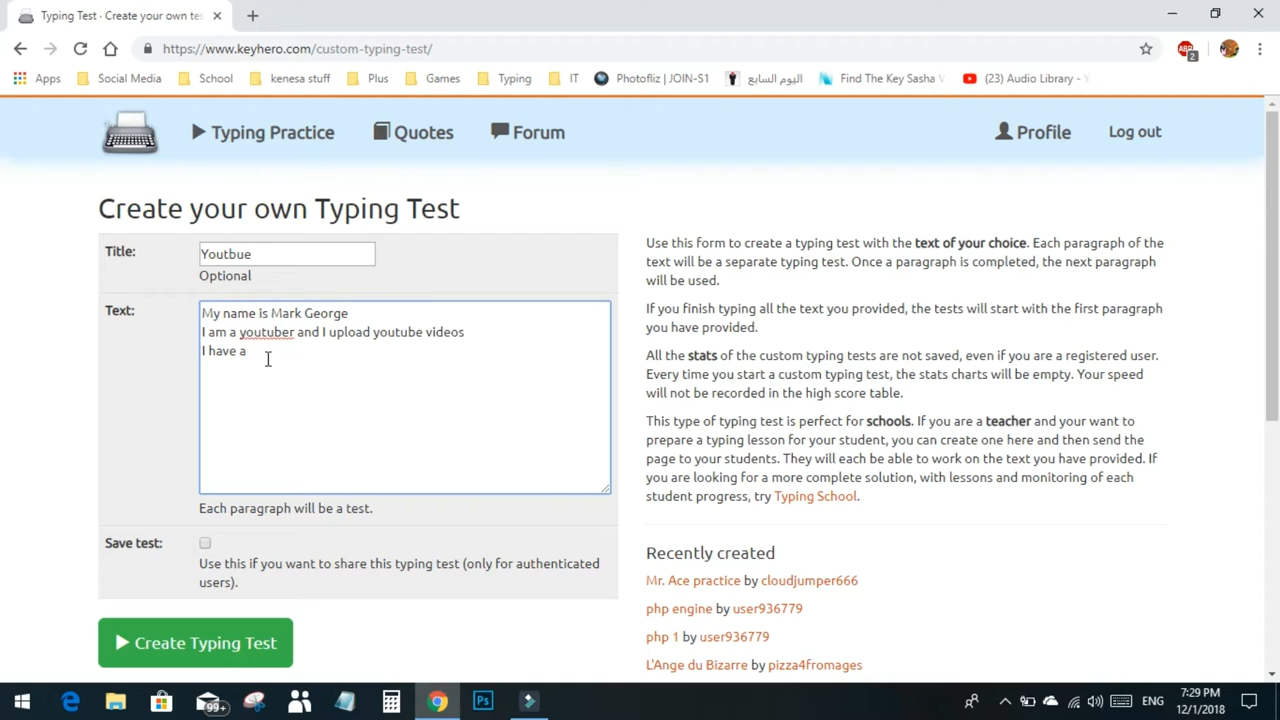 Typing Test · Create your own tes
https://www.keyhero.com/custom-typing-test/
ABP
2
Apps Social Media School kenesa stuff Plus Games Typing IT Photofliz | JOIN-S1 اليوم السابع Find The Key Sasha (23) Audio Library -
Typing Practice Quotes Forum Profile Log out
Create your own Typing Test
Title:
Youtbue
Optional
Text:
My name is Mark George
I am a youtuber and I upload youtube videos
I have a
Each paragraph will be a test.
Save test:
Use this if you want to share this typing test (only for authenticated
users).
Create Typing Test
Use this form to create a typing test with the text of your choice. Each paragraph of the
text will be a separate typing test. Once a paragraph is completed, the next paragraph
will be used.
If you finish typing all the text you provided, the tests will start with the first paragraph
you have provided.
All the stats of the custom typing tests are not saved, even if you are a registered user.
Every time you start a custom typing test, the stats charts will be empty. Your speed
will not be recorded in the high score table.
This type of typing test is perfect for schools. If you are a teacher and your want to
prepare a typing lesson for your student, you can create one here and then send the
page to your students. They will each be able to work on the text you have provided. If
you are looking for a more complete solution, with lessons and monitoring of each
student progress, try Typing School.
Recently created
Mr. Ace practice by cloudjumper666
php engine by user936779
php 1 by user936779
L'Ange du Bizarre by pizza4fromages
99+
Ps
ENG
7:29 PM
12/1/2018